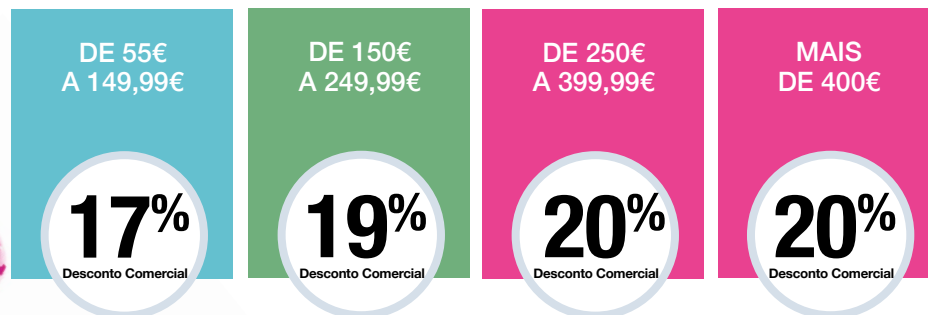 DE 55€
A 149,99€
17%
Desconto Comercial
DE 150€
A 249,99€
19%
Desconto Comercial
DE 250€
A 399,99€
20%
Desconto Comercial
MAIS
DE 400€
20%
Desconto Comercial